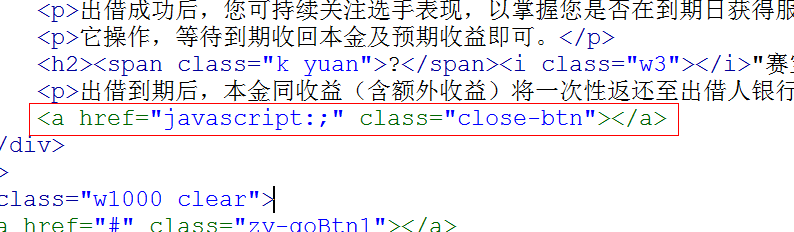 <p>出借成功后，您可持续关注选手表现，以掌握您是否在到期日获得服
<p>它操作，等待到期收回本金及预期收益即可。</p>
<h2><span class="k yuan">?</span><i class="w3"></i>"赛宝
<p>出借到期后，本金同收益（含额外收益）将一次性返还至出借人银行
<a href="javascript:;" class="close-btn"></a>
/div>
>
class="w1000 clear">
a href="#" class="zy-goBtn1"></a>